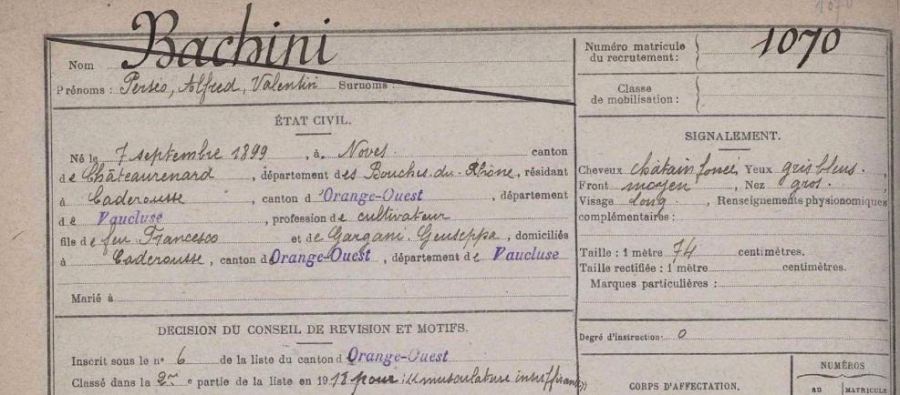 1070
Bachini
Nom
Prénoms : Perseo, Alfred, Valentin Surnoms :
Numéro matricule
du recrutement :
1070
Classe
de mobilisation :
ÉTAT CIVIL.
Né le 7 septembre 1899, à Noves canton
de Châteaurenard, département des Bouches-du-Rhône, résidant
à Caderousse, canton d'Orange-Ouest, département
de Vaucluse, profession de cultivateur
fils de feu Francesco et de Gargani Geuseppa, domiciliés
à Caderousse, canton d'Orange-Ouest, département de Vaucluse
Marié à
SIGNALEMENT.
Cheveux châtain foncé Yeux gris bleus.
Front moyen, Nez gros.
Visage long, Renseignements physionomiques
complémentaires :
Taille : 1 mètre 74 centimètres.
Taille rectifiée : 1 mètre centimètres.
Marques particulières :
Degré d'instruction : 0
DECISION DU CONSEIL DE REVISION ET MOTIFS.
Inscrit sous le nº 6 de la liste du canton d'Orange-Ouest
Classé dans la 2me partie de la liste en 1918 pour :« musculature insuffisante »
CORPS D'AFFECTATION.
NUMÉROS
au
MATRICULE